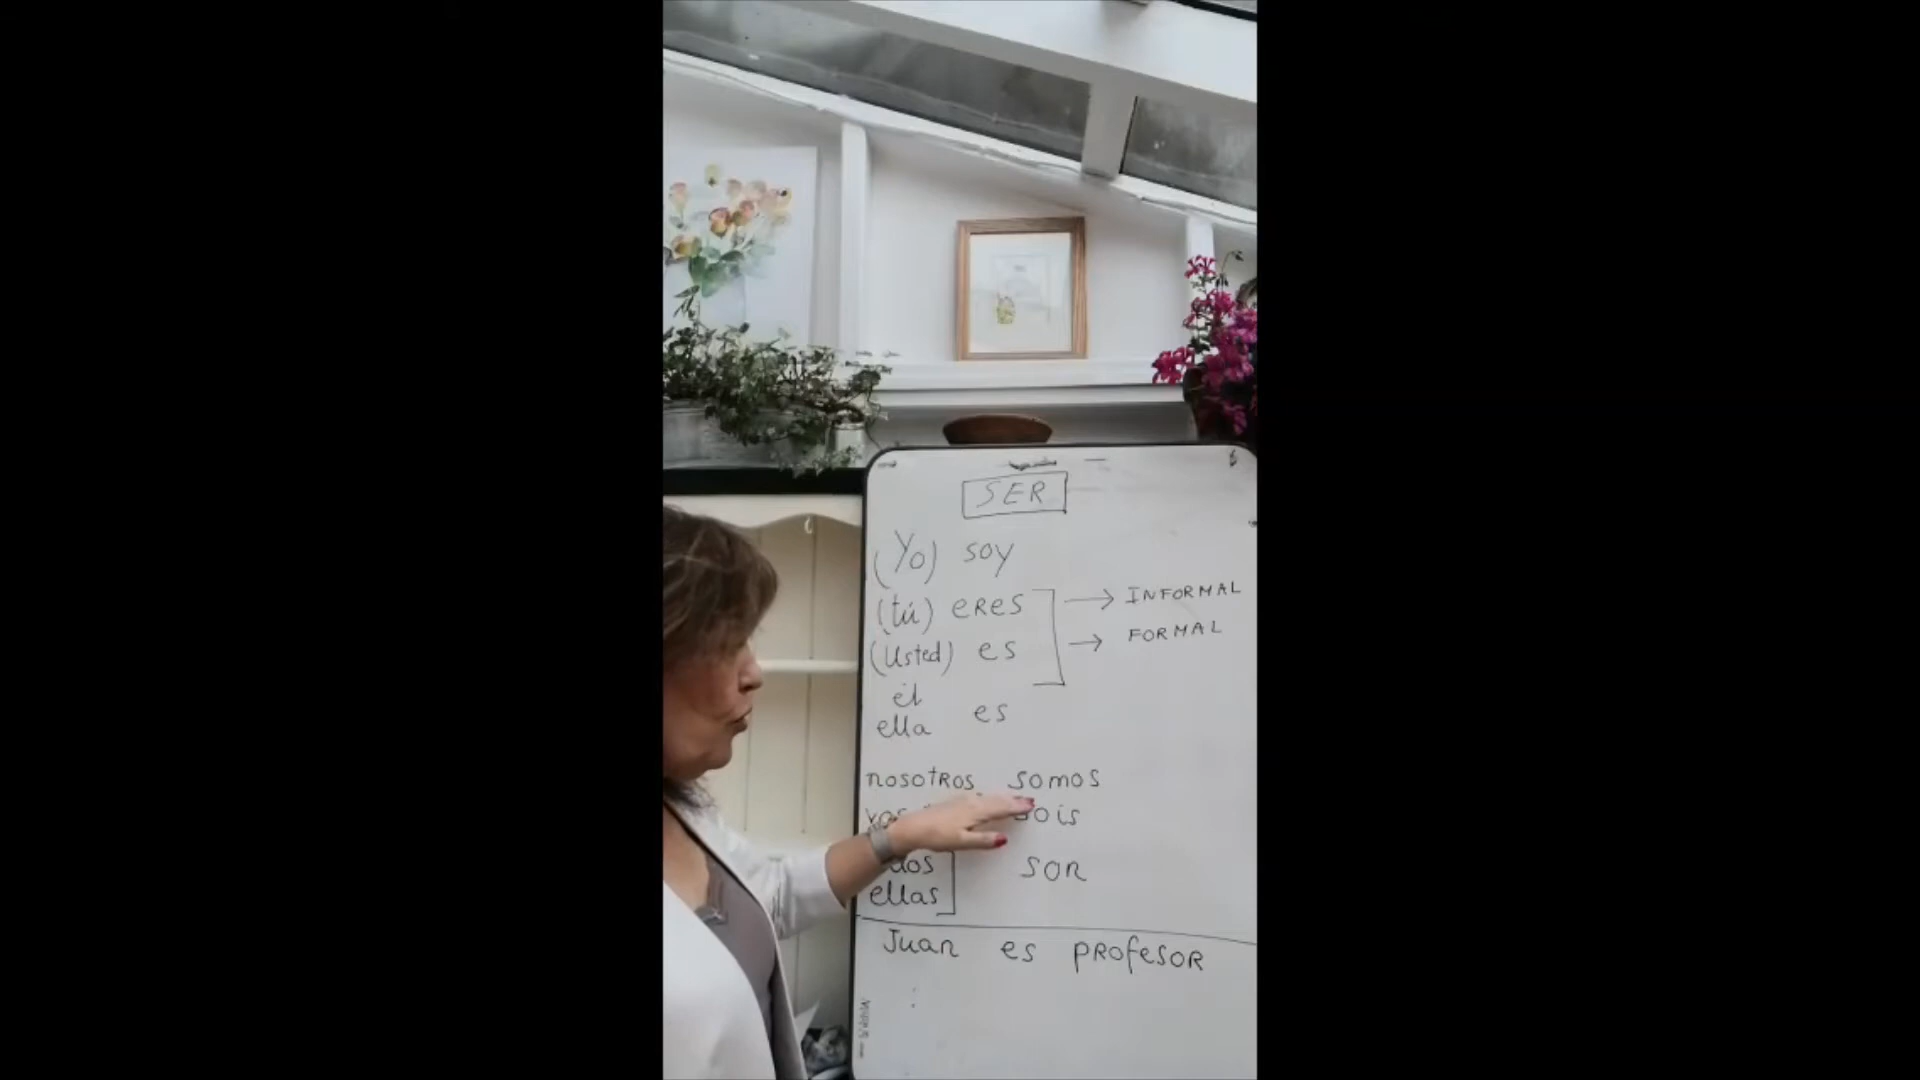 SER
(Yo) soy
(tú) eres → INFORMAL
(Usted) es → FORMAL
él
ella es
nosotros somos
sois
son
ellas
Juan es profesor